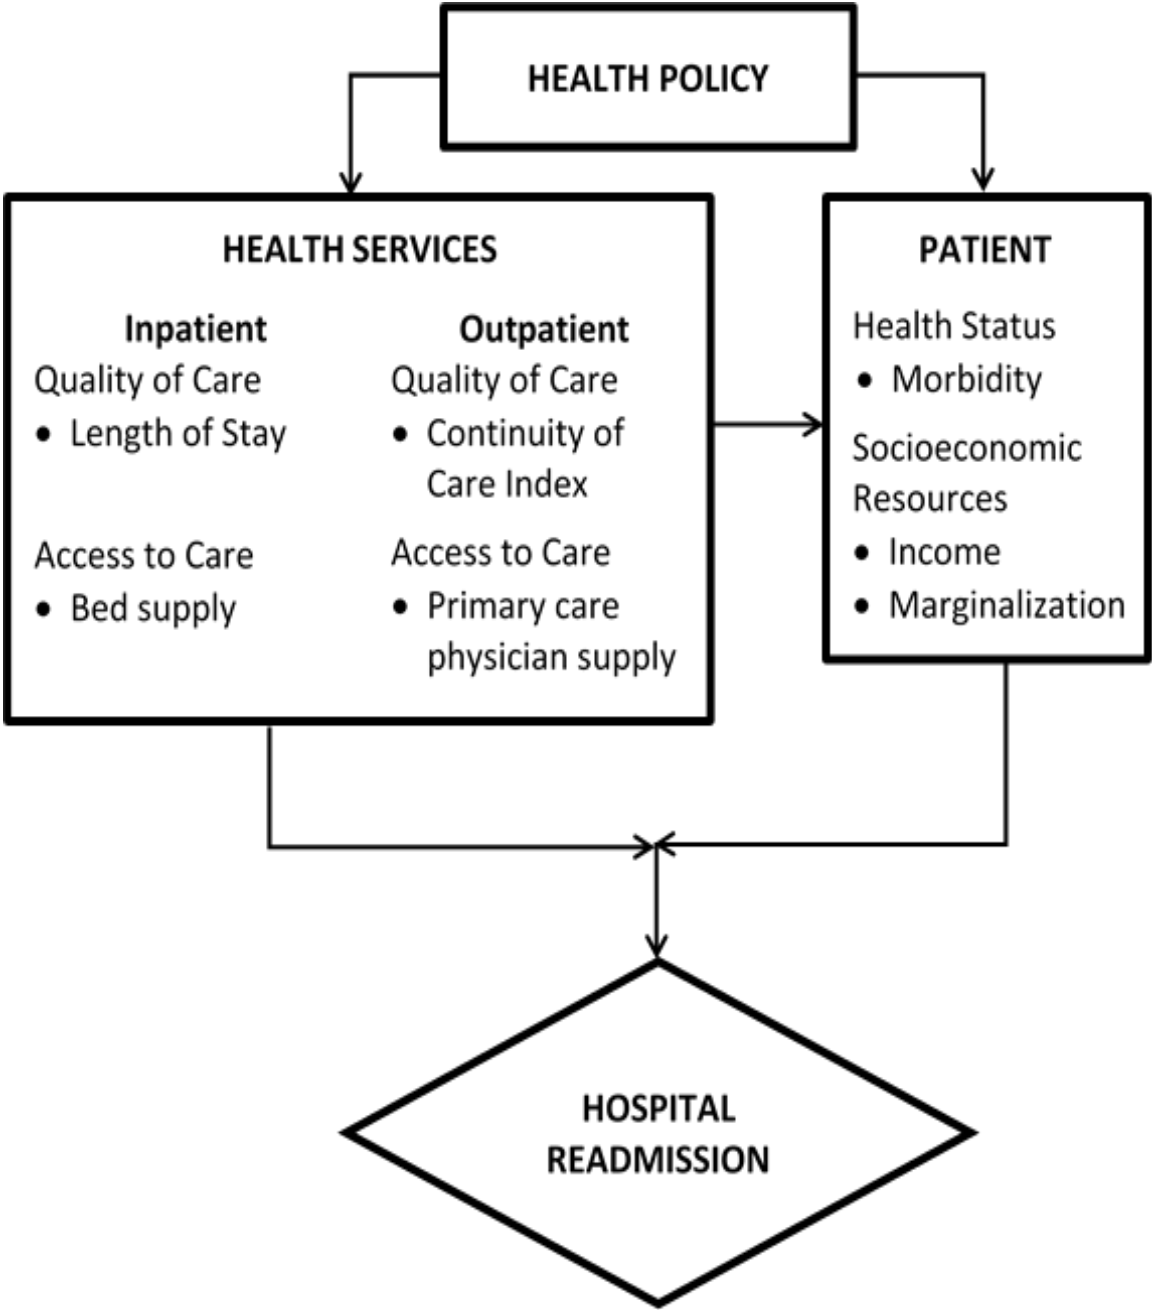 HEALTH POLICY
HEALTH SERVICES
Inpatient
Quality of Care
• Length of Stay
Access to Care
• Bed supply
Outpatient
Quality of Care
• Continuity of
Care Index
Access to Care
• Primary care
physician supply
PATIENT
Health Status
• Morbidity
Socioeconomic
Resources
• Income
• Marginalization
HOSPITAL
READMISSION